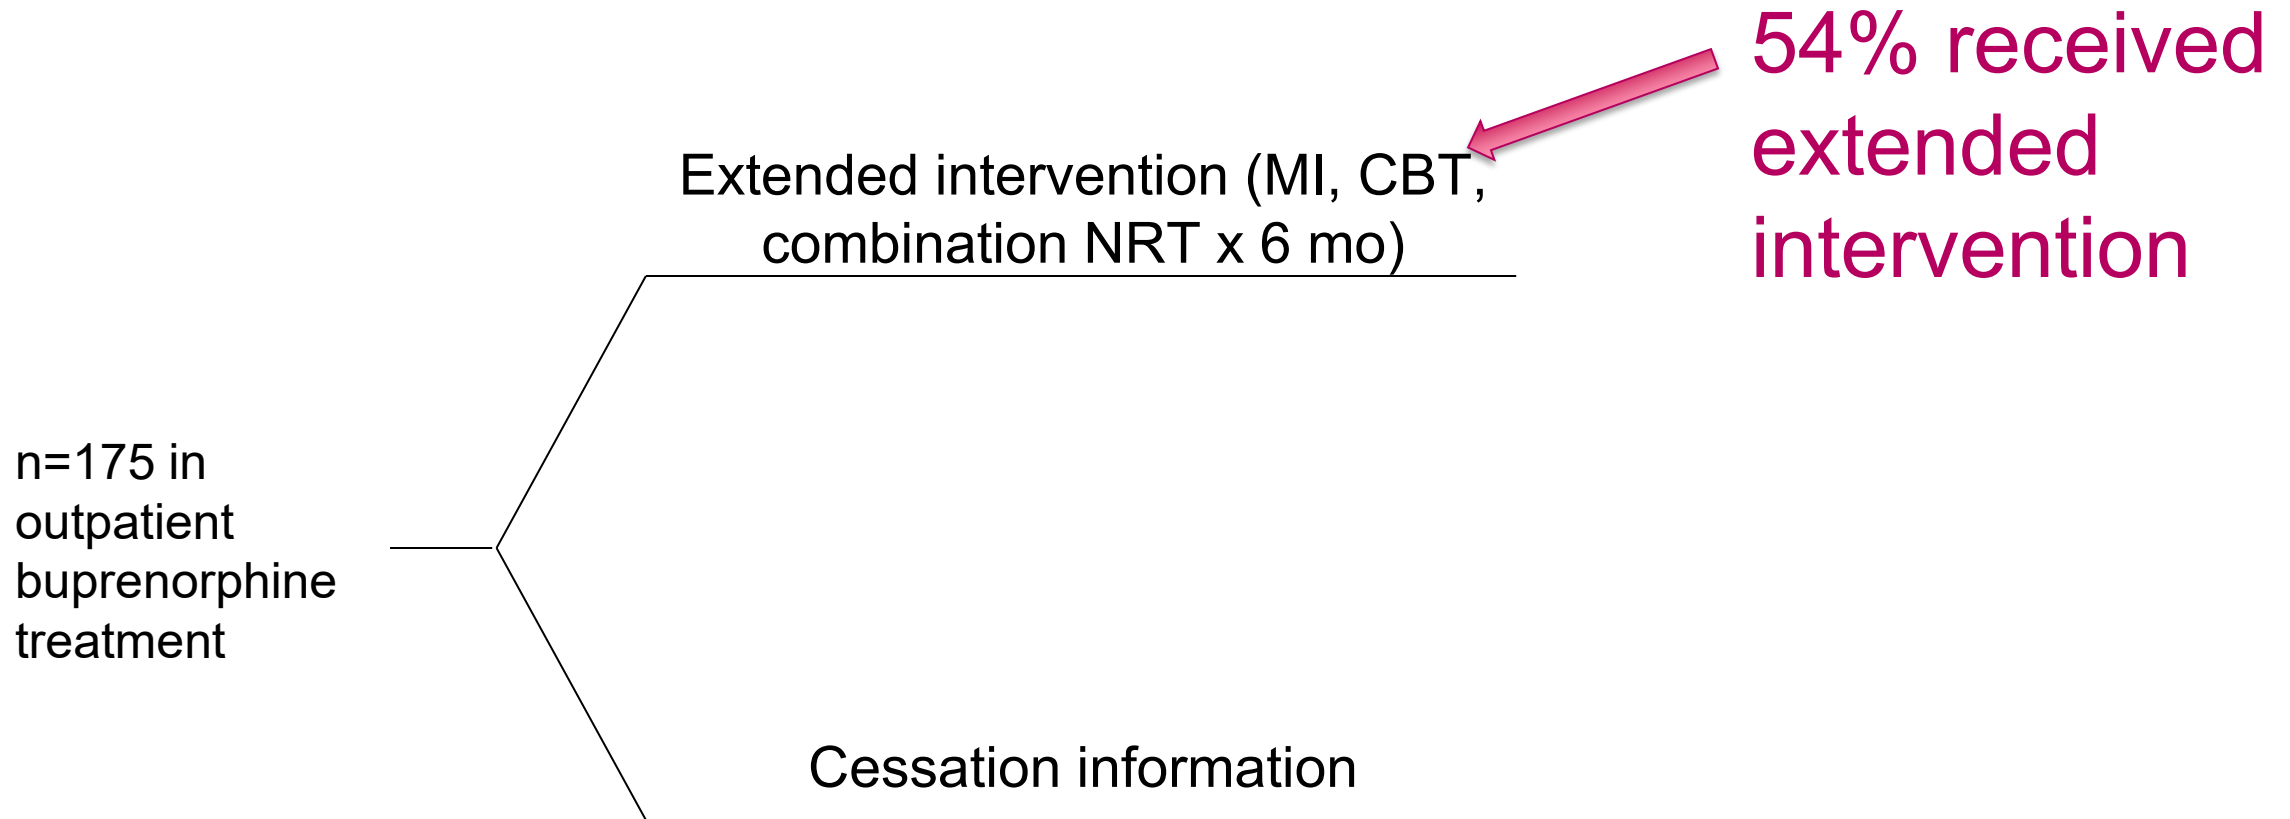 54% received
extended
intervention
Extended intervention (MI, CBT,
combination NRT x 6 mo)
n=175 in
outpatient
buprenorphine
treatment
Cessation information